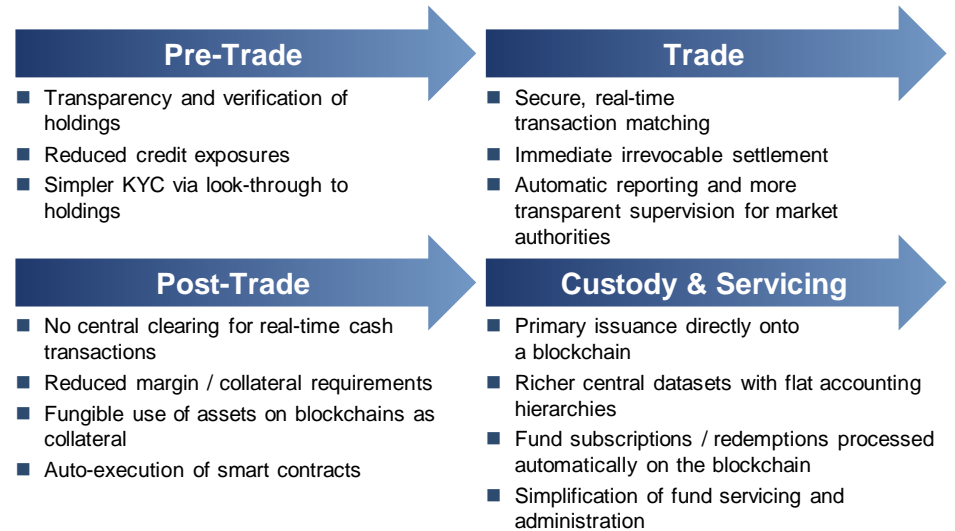 Pre-Trade
Transparency and verification of
holdings
Reduced credit exposures
Simpler KYC via look-through to
holdings
Trade
Secure, real-time
transaction matching
Immediate irrevocable settlement
Automatic reporting and more
transparent supervision for market
authorities
Post-Trade
No central clearing for real-time cash
transactions
Reduced margin / collateral requirements
Fungible use of assets on blockchains as
collateral
Auto-execution of smart contracts
Custody & Servicing
Primary issuance directly onto
a blockchain
Richer central datasets with flat accounting
hierarchies
Fund subscriptions / redemptions processed
automatically on the blockchain
Simplification of fund servicing and
administration